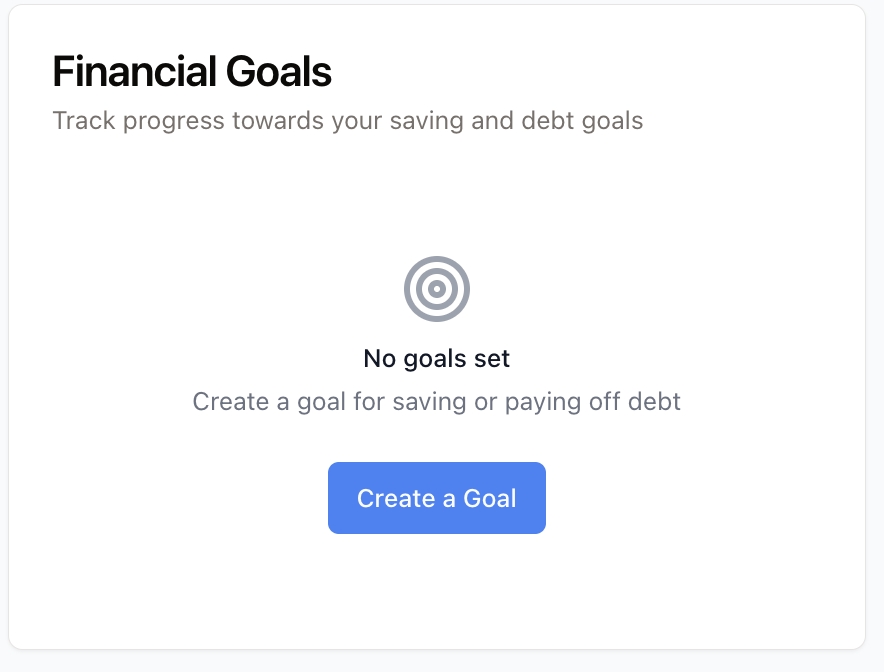 Financial Goals
Track progress towards your saving and debt goals
No goals set
Create a goal for saving or paying off debt
Create a Goal